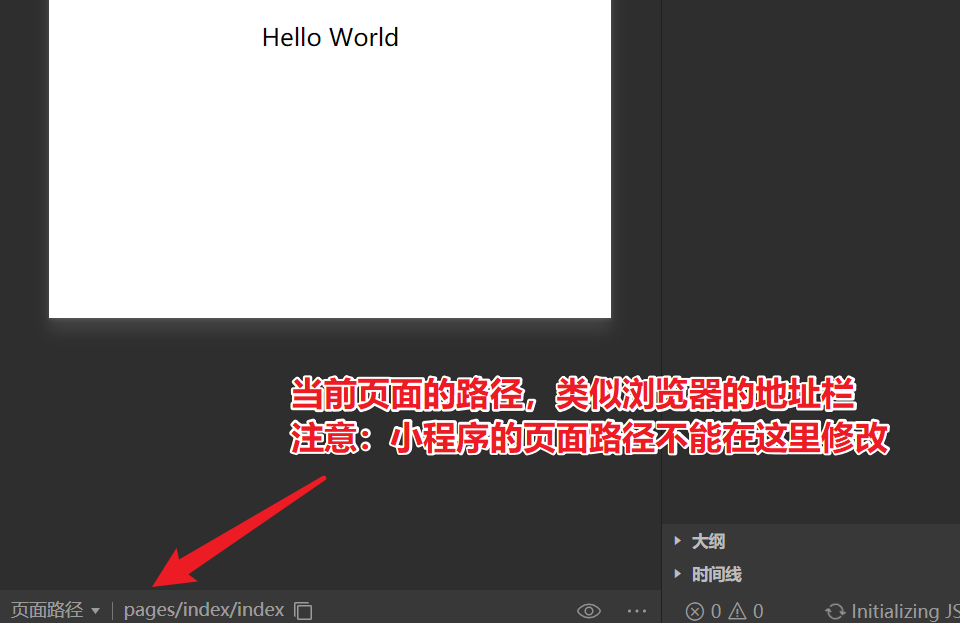 Hello World
当前页面的路径，类似浏览器的地址栏
注意：小程序的页面路径不能在这里修改
大纲
时间线
页面路径 pages/index/index
0 0 Initializing JS